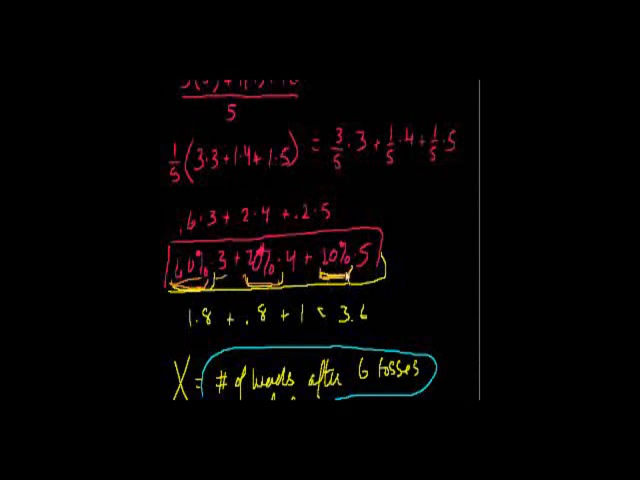 5
1/5 (3·3+1·4+1·5) = 3/5·3+1/5·4+1/5·5
.6·3+.2·4+.2·5
60%·3+20%·4+20%·5
1.8+.8+1=3.6
X= # of heads after 6 tosses